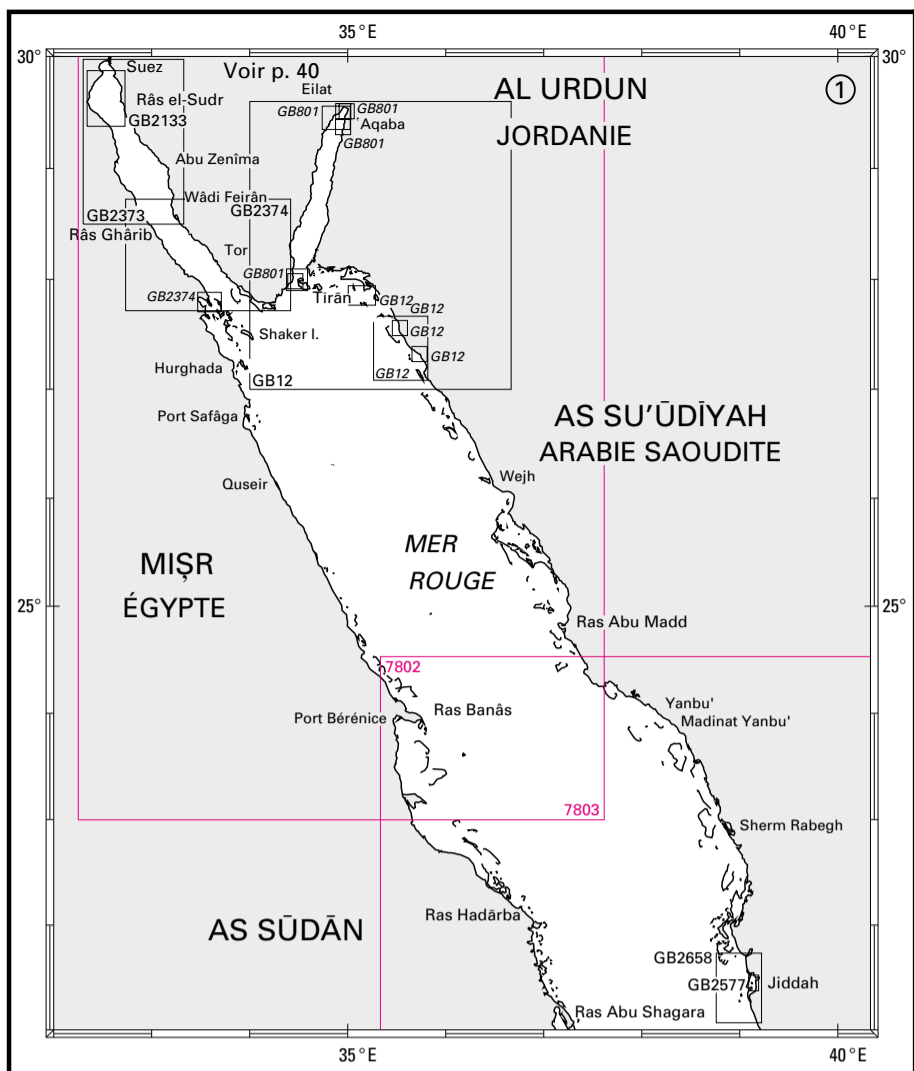 35°E
40°E
30°
30°
Suez
Voir p. 40
Eilat
AL URDUN
1
Râs el-Sudr
GB801
GB801
GB2133
Aqaba
JORDANIE
GB801
Abu Zenîma
Wâdi Feirân
GB2373
GB2374
Râs Ghârib
Tor
GB801
GB2374
Tīrān
GB12
GB12
Shaker I.
GB12
GB12
Hurghada
GB12
GB12
Port Safâga
AS SU'ŪDĪYAH
ARABIE SAOUDITE
Wejh
Quseir
MER
ROUGE
MIṢR
ÉGYPTE
25°
25°
Ras Abu Madd
7802
Yanbu'
Ras Banâs
Port Bérénice
Madinat Yanbu'
7803
Sherm Rabegh
Ras Hadārba
AS SŪDĀN
GB2658
GB2577
Jiddah
Ras Abu Shagara
35°E
40°E